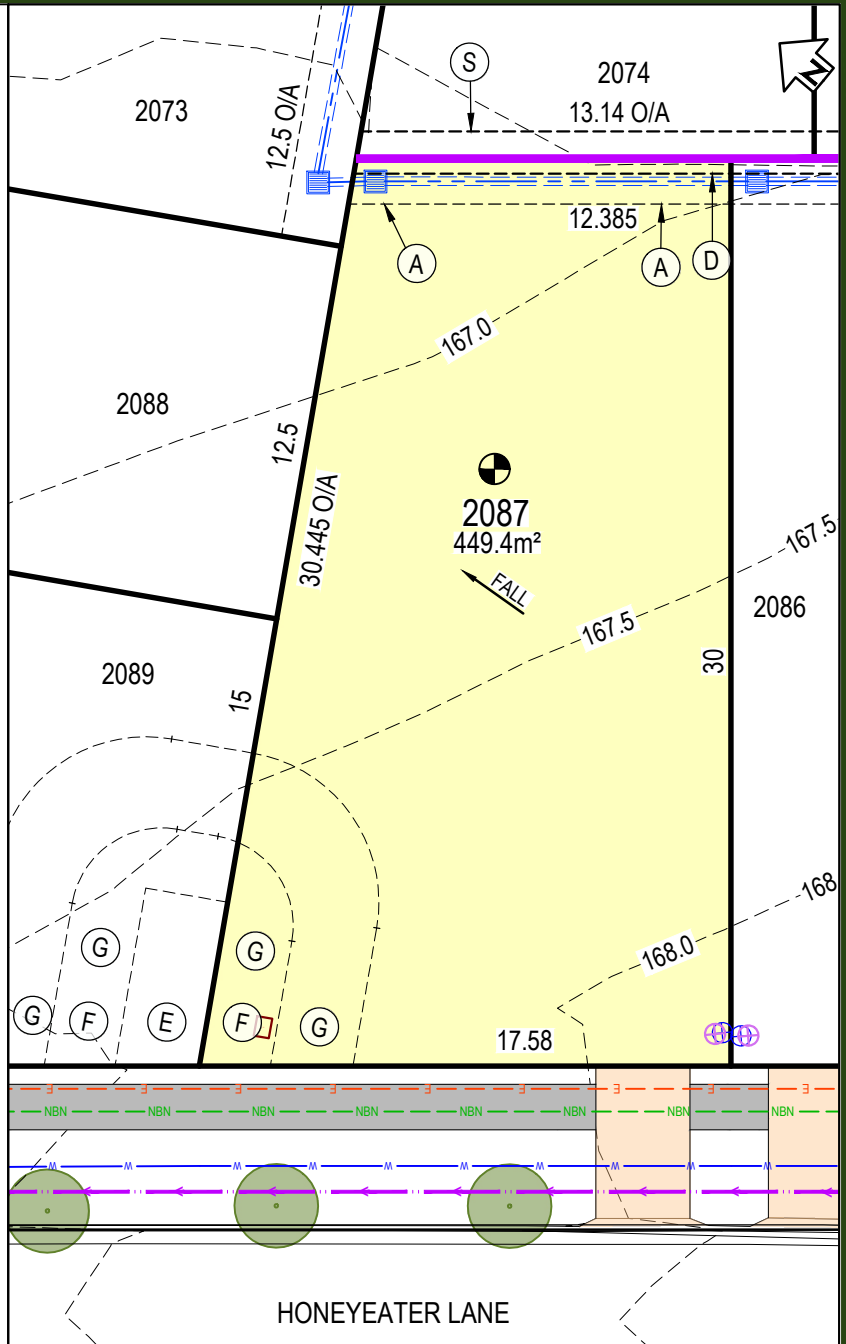 S
2074
13.14 O/A
N
2073
12.5 O/A
12.385
A
A
D
167.0
2088
12.5
30.445 O/A
2087
449.4m²
FALL
167.5
167.5
2086
30
2089
15
168
168.0
G
G
G
F
E
F
G
17.58
E E E E E E E E E
NBN NBN NBN NBN NBN NBN NBN NBN
W W W W W W W W W W W
HONEYEATER LANE